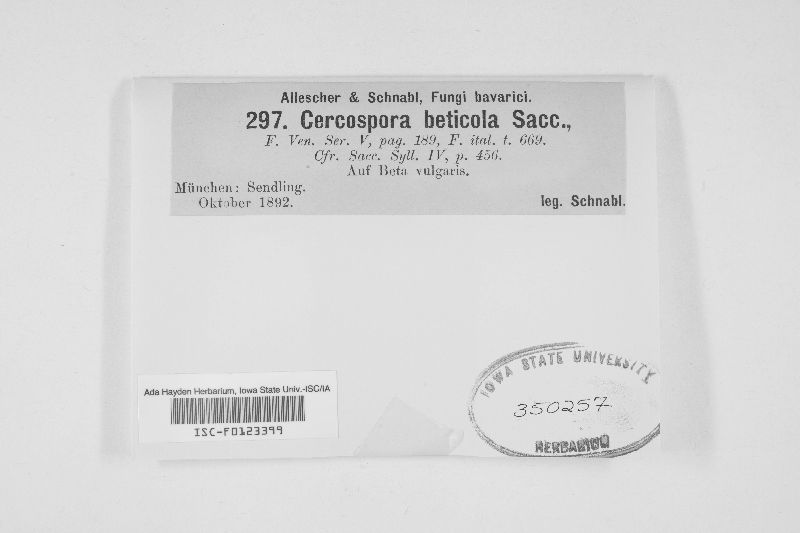 Allescher & Schnabl, Fungi bavarici.
297. Cercospora beticola Sacc.,
F. Ven. Ser. V, pag. 189, F. ital. t. 669.
Cfr. Sacc. Syll. IV, p. 456.
Auf Beta vulgaris.
München: Sendling.
Oktober 1892.
leg. Schnabl.
Ada Hayden Herbarium, Iowa State Univ.-ISC/IA
ISC-F0123399
IOWA STATE UNIVERSITY
350257
HERBARIUM